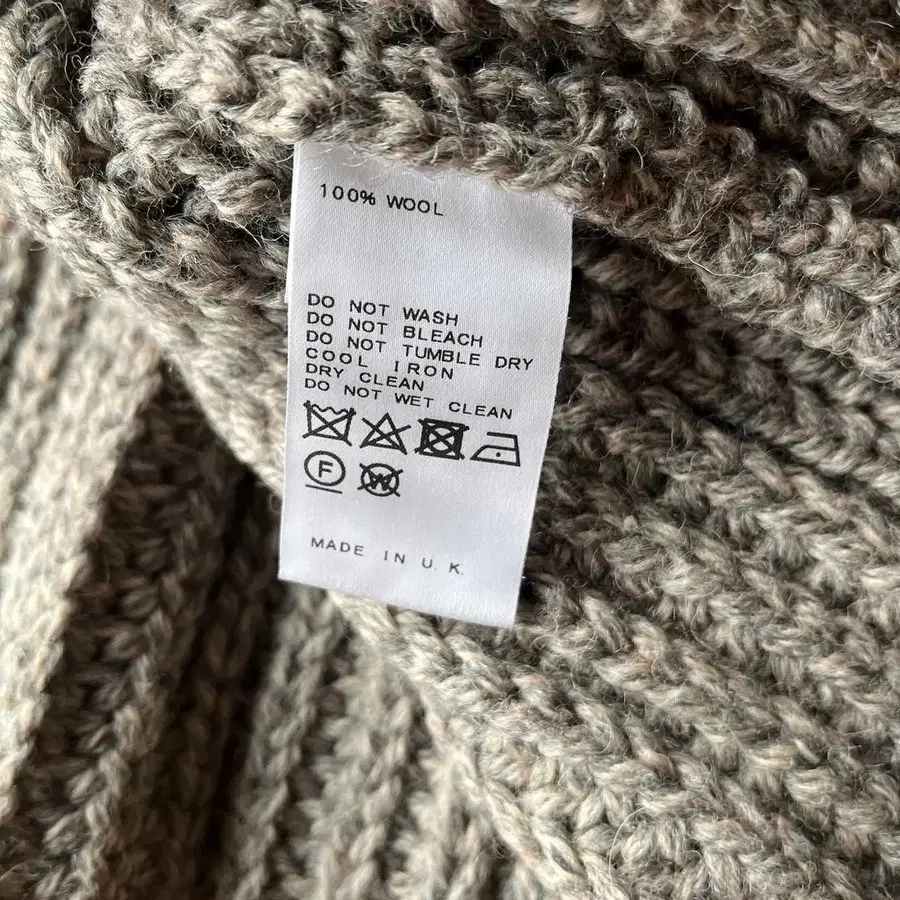 100% WOOL
DO NOT WASH
DO NOT BLEACH
DO NOT TUMBLE DRY
COOL IRON
DRY CLEAN
DO NOT WET CLEAN
F W
MADE IN U.K.